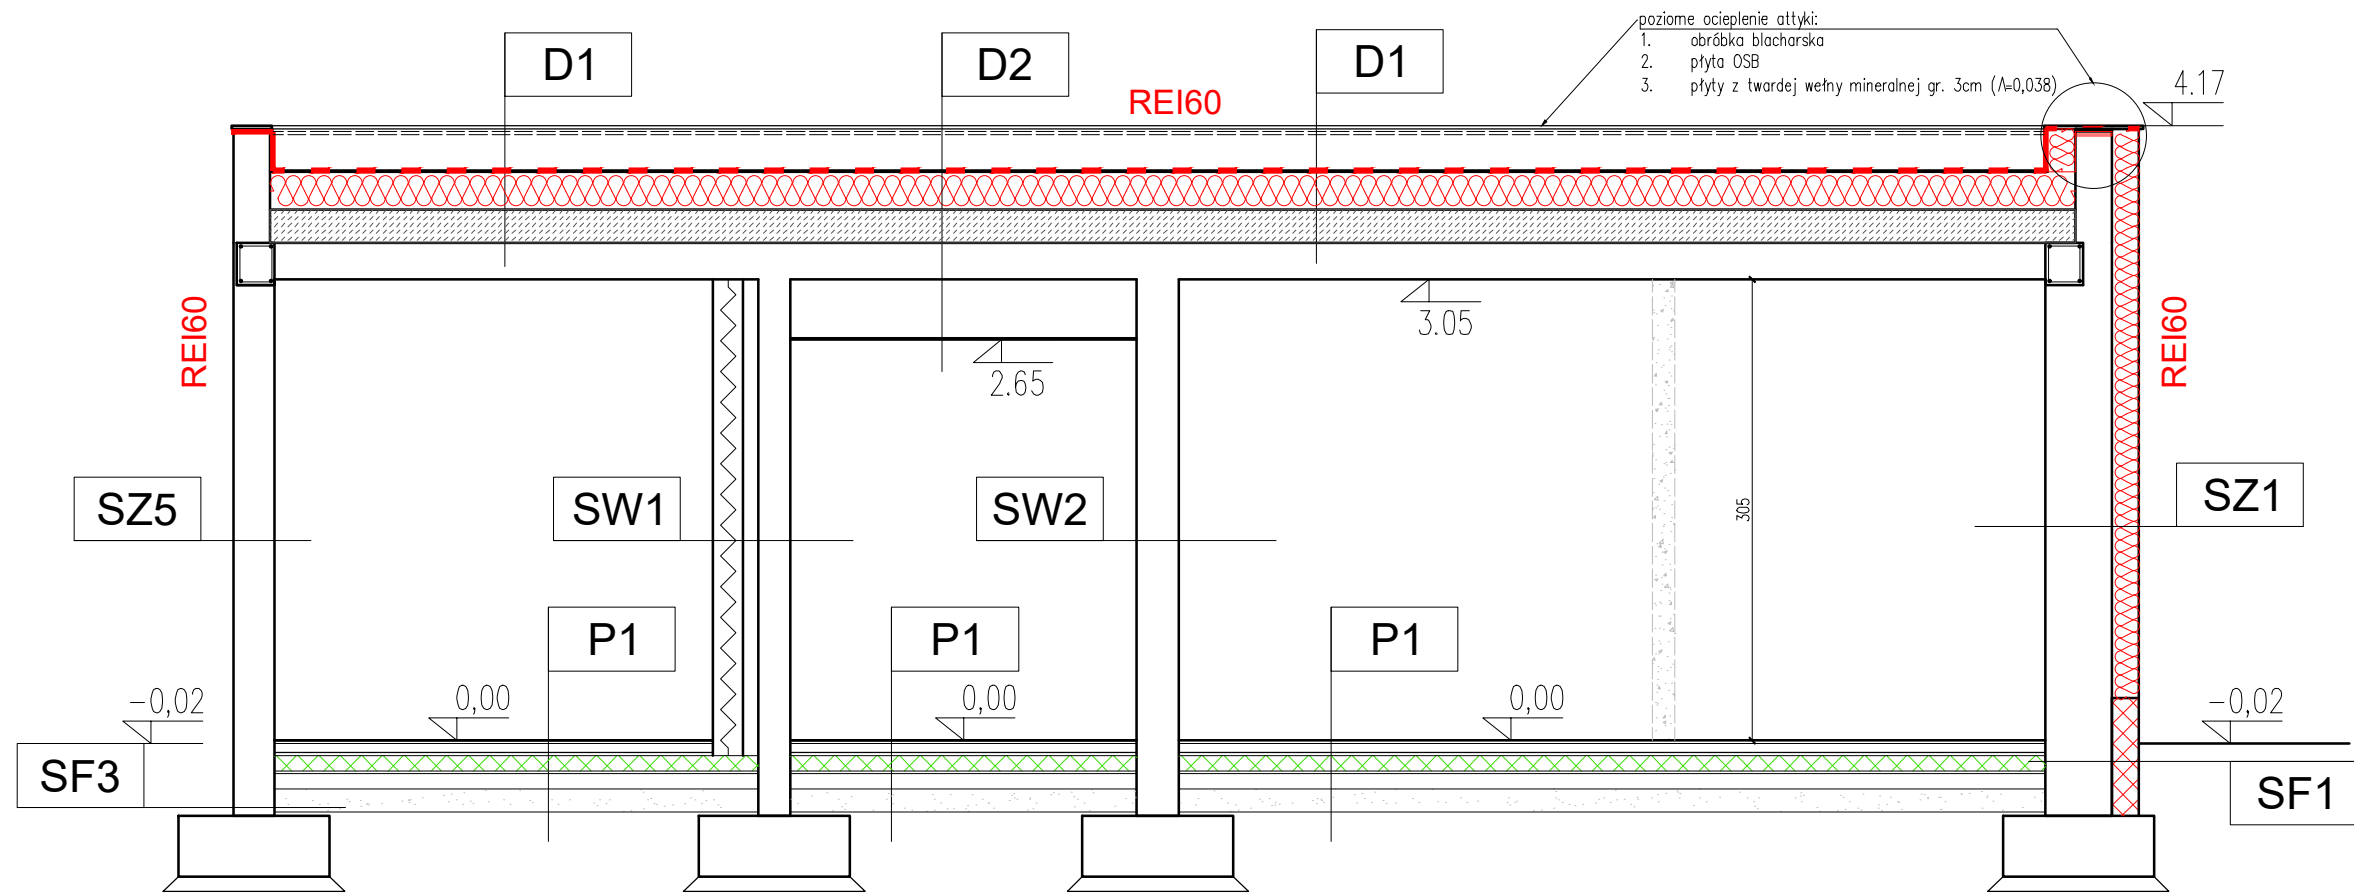 poziome ocieplenie attyki:
1. obróbka blacharska
2. płyta OSB
3. płyty z twardej wełny mineralnej gr. 3cm (Λ=0,038)
D1
D2
D1
REI60
4.17
REI60
REI60
3.05
2.65
SZ5
SW1
SW2
305
SZ1
P1
P1
P1
-0,02
0,00
0,00
0,00
-0,02
SF3
SF1